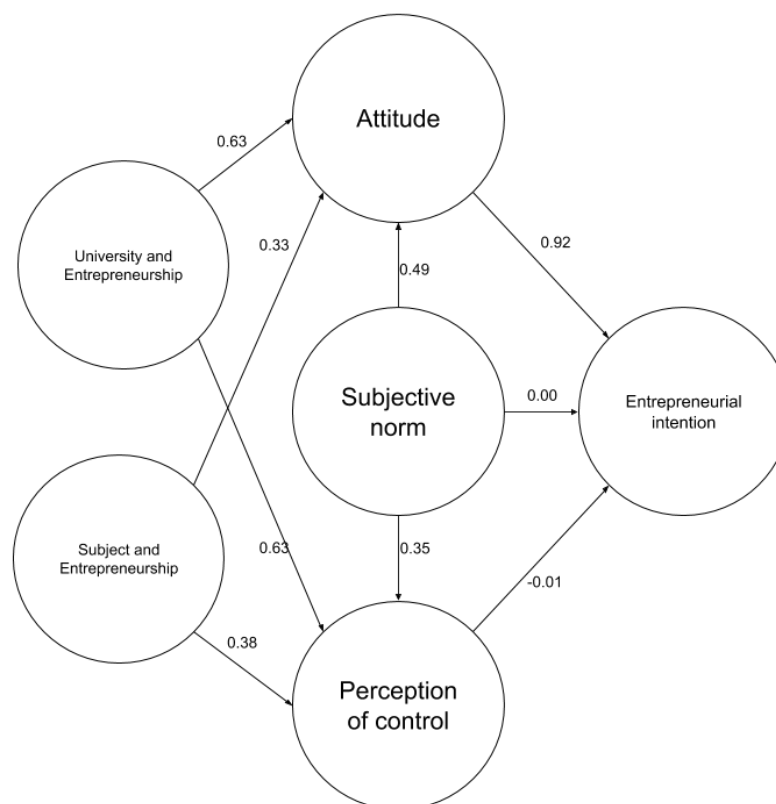 Attitude
0.63
University and
Entrepreneurship
0.33
0.92
0.49
Subjective
norm
0.00
Entrepreneurial
intention
Subject and
Entrepreneurship
0.63
0.35
-0.01
0.38
Perception
of control